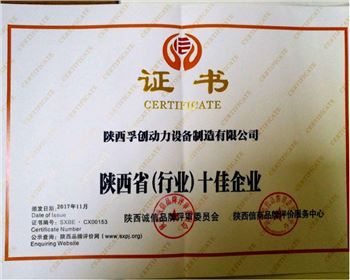 证书
CERTIFICATE
陕西孚创动力设备制造有限公司
陕西省(行业)十佳企业
颁发日期 2017年11月
Date of Issue
证书编号: SXBE - CX00153
Certificate Number
公示查询: 陕西品牌评价网 (www.sxpj.org)
Enquiring Website
陕西诚信品牌评审委员会
陕西信商品牌评价服务中心